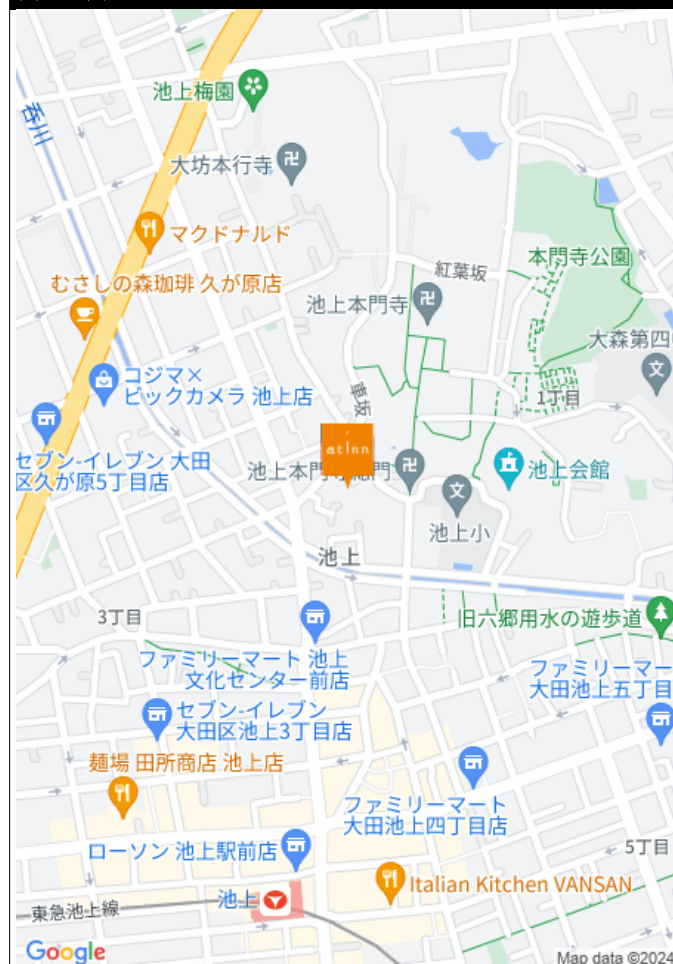 池上梅園
呑川
大坊本行寺
マクドナルド
紅葉坂
本門寺公園
むさしの森珈琲 久が原店
池上本門寺
大森第四
コジマ×
ビックカメラ 池上店
車坂
1丁目
atInn
セブン-イレブン 大田
区久が原5丁目店
池上本門寺総門
池上会館
池上小
池上
3丁目
旧六郷用水の遊歩道
ファミリーマート 池上
文化センター前店
ファミリーマー
大田池上五丁目
セブン-イレブン
大田区池上3丁目店
麺場 田所商店 池上店
ファミリーマート
大田池上四丁目店
ローソン 池上駅前店
5丁目
Italian Kitchen VANSAN
池上
東急池上線
Google
Map data ©2024